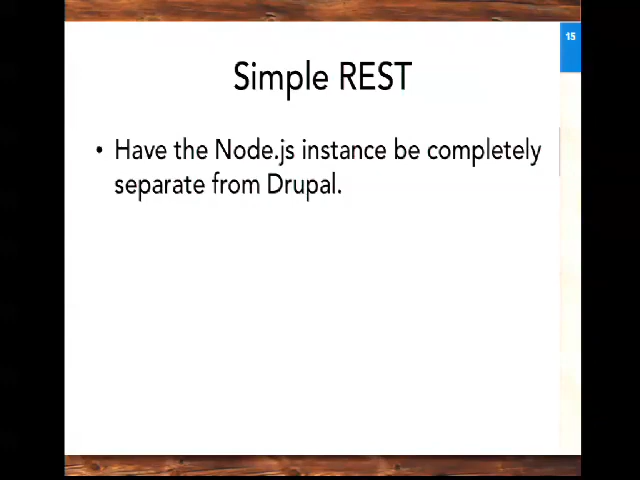 15
Simple REST
• Have the Node.js instance be completely
separate from Drupal.